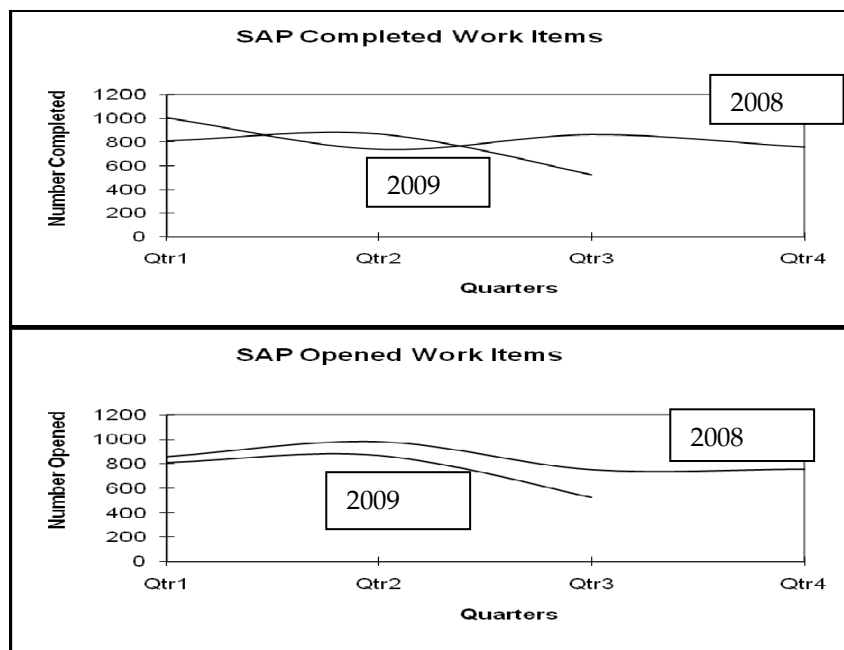 SAP Completed Work Items
Number Completed
1200
1000
800
600
400
200
0
2008
2009
Qtr1 Qtr2 Qtr3 Qtr4
Quarters
SAP Opened Work Items
Number Opened
1200
1000
800
600
400
200
0
2008
2009
Qtr1 Qtr2 Qtr3 Qtr4
Quarters